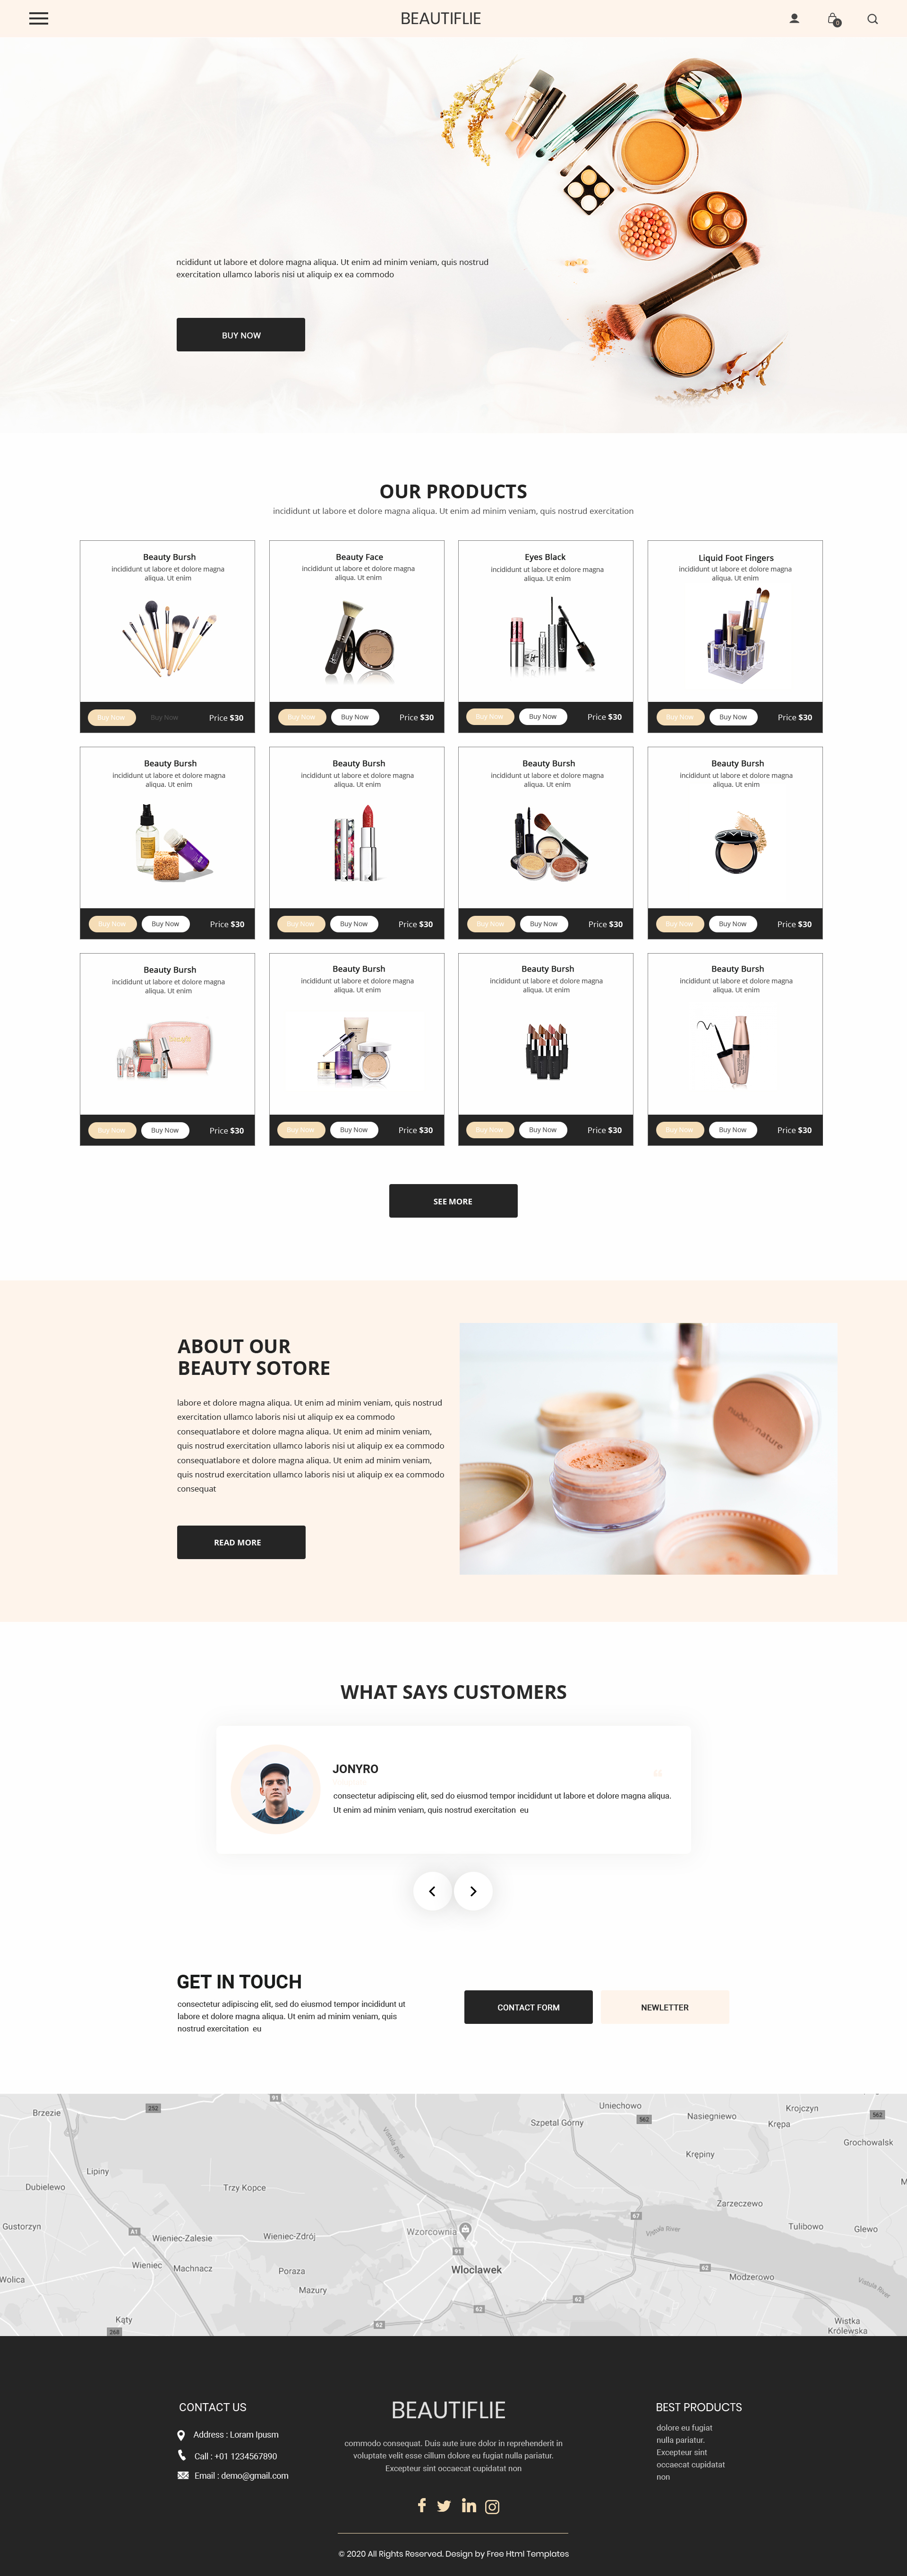 BEAUTIFLIE
0
ncididunt ut labore et dolore magna aliqua. Ut enim ad minim veniam, quis nostrud
exercitation ullamco laboris nisi ut aliquip ex ea commodo
BUY NOW
OUR PRODUCTS
incididunt ut labore et dolore magna aliqua. Ut enim ad minim veniam, quis nostrud exercitation
Beauty Bursh
incididunt ut labore et dolore magna
aliqua. Ut enim
Buy Now
Buy Now
Price $30
Beauty Face
incididunt ut labore et dolore magna
aliqua. Ut enim
Buy Now
Buy Now
Price $30
Eyes Black
incididunt ut labore et dolore magna
aliqua. Ut enim
Buy Now
Buy Now
Price $30
Liquid Foot Fingers
incididunt ut labore et dolore magna
aliqua. Ut enim
Buy Now
Buy Now
Price $30
Beauty Bursh
incididunt ut labore et dolore magna
aliqua. Ut enim
Buy Now
Buy Now
Price $30
Beauty Bursh
incididunt ut labore et dolore magna
aliqua. Ut enim
Buy Now
Buy Now
Price $30
Beauty Bursh
incididunt ut labore et dolore magna
aliqua. Ut enim
Buy Now
Buy Now
Price $30
Beauty Bursh
incididunt ut labore et dolore magna
aliqua. Ut enim
Buy Now
Buy Now
Price $30
Beauty Bursh
incididunt ut labore et dolore magna
aliqua. Ut enim
Buy Now
Buy Now
Price $30
Beauty Bursh
incididunt ut labore et dolore magna
aliqua. Ut enim
Buy Now
Buy Now
Price $30
Beauty Bursh
incididunt ut labore et dolore magna
aliqua. Ut enim
Buy Now
Buy Now
Price $30
Beauty Bursh
incididunt ut labore et dolore magna
aliqua. Ut enim
Buy Now
Buy Now
Price $30
SEE MORE
ABOUT OUR
BEAUTY SOTORE
labore et dolore magna aliqua. Ut enim ad minim veniam, quis nostrud
exercitation ullamco laboris nisi ut aliquip ex ea commodo
consequatlabore et dolore magna aliqua. Ut enim ad minim veniam,
quis nostrud exercitation ullamco laboris nisi ut aliquip ex ea commodo
consequatlabore et dolore magna aliqua. Ut enim ad minim veniam,
quis nostrud exercitation ullamco laboris nisi ut aliquip ex ea commodo
consequat
READ MORE
nude by nature
WHAT SAYS CUSTOMERS
JONYRO
consectetur adipiscing elit, sed do eiusmod tempor incididunt ut labore et dolore magna aliqua.
Ut enim ad minim veniam, quis nostrud exercitation eu
GET IN TOUCH
consectetur adipiscing elit, sed do eiusmod tempor incididunt ut
labore et dolore magna aliqua. Ut enim ad minim veniam, quis
nostrud exercitation eu
CONTACT FORM
NEWLETTER
91
Brzezie
252
Uniechowo
Krojczyn
562
Szpetal Górny
562
Nasiegniewo
Krępa
Vistula River
Grochowalsk
Krępiny
Lipiny
Dubielewo
Trzy Kopce
M
Zarzeczewo
67
Gustorzyn
A1
Wieniec-Zalesie
Wieniec-Zdrój
Wzorcownia
Vistula River
Tulibowo
Glewo
91
Wieniec
Machnacz
Poraza
Włocławek
62
Modzerowo
Wolica
Mazury
62
62
Vistula River
Kąty
268
62
Wistka
Królewska
CONTACT US
Address : Loram Ipusm
Call : +01 1234567890
Email : demo@gmail.com
BEAUTIFLIE
commodo consequat. Duis aute irure dolor in reprehenderit in
voluptate velit esse cillum dolore eu fugiat nulla pariatur.
Excepteur sint occaecat cupidatat non
BEST PRODUCTS
dolore eu fugiat
nulla pariatur.
Excepteur sint
occaecat cupidatat
non
© 2020 All Rights Reserved. Design by Free Html Templates